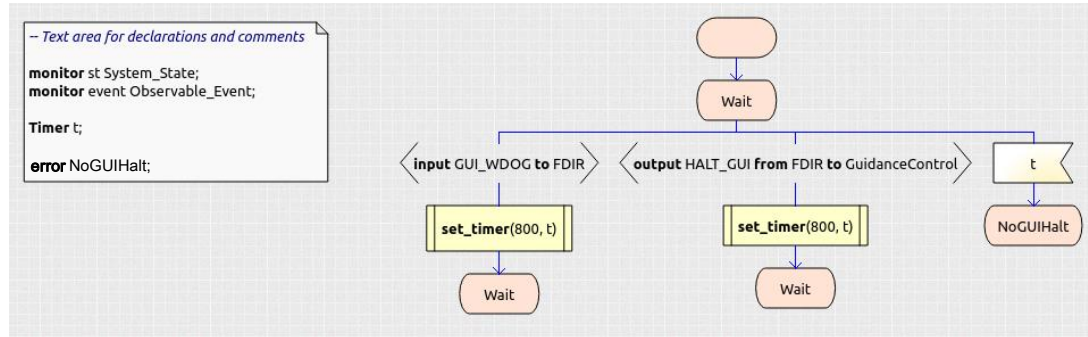 -- Text area for declarations and comments
monitor st System_State;
monitor event Observable_Event;
Timer t;
error NoGUIHalt;
Wait
input GUI_WDOG to FDIR
output HALT_GUI from FDIR to GuidanceControl
t
set_timer(800, t)
set_timer(800, t)
NoGUIHalt
Wait
Wait